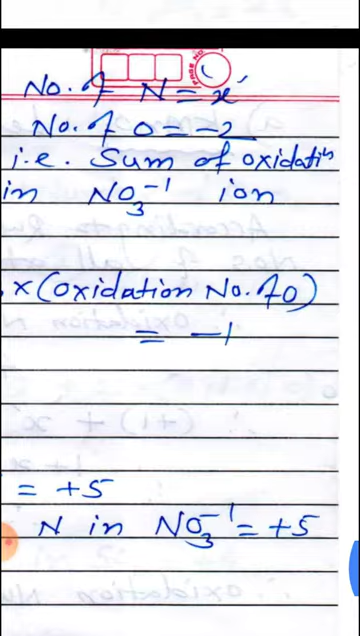 No. of N = x
No. of O = -2
i.e. Sum of oxidatin
in NO₃⁻¹ ion
x (oxidation No. of O)
= -1
= +5
N in NO₃⁻¹ = +5